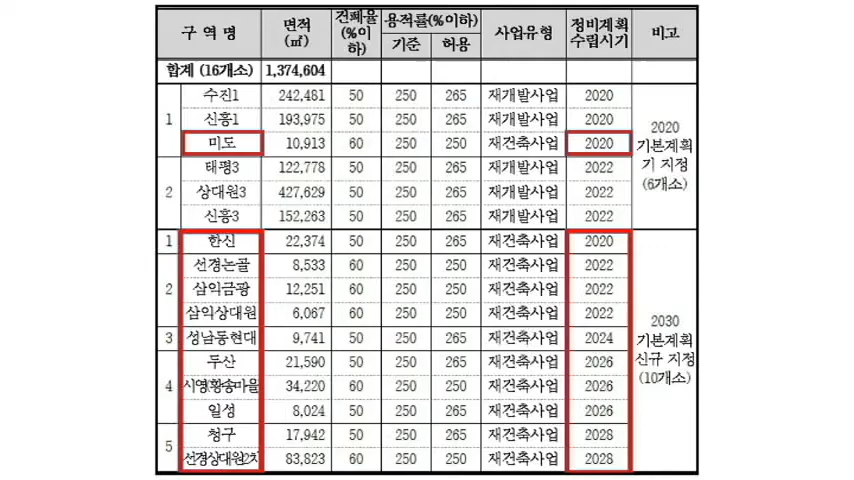 구 역 명 면적 (㎡) 건폐율 (%이하) 용적률(%이하) 기준 허용 사업유형 정비계획 수립시기 비고
합계 (16개소) 1,374,604
1 수진1 242,481 50 250 265 재개발사업 2020
신흥1 193,975 50 250 265 재개발사업 2020
미도 10,913 60 250 250 재건축사업 2020
2020 기본계획기 지정 (6개소)
2 태평3 122,778 50 250 265 재개발사업 2022
상대원3 427,629 50 250 265 재개발사업 2022
신흥3 152,263 50 250 265 재개발사업 2022
1 한신 22,374 50 250 265 재건축사업 2020
2 선경논골 8,533 60 250 250 재건축사업 2022
삼익금광 12,251 60 250 250 재건축사업 2022
삼익상대원 6,067 60 250 250 재건축사업 2022
3 성남동현대 9,741 50 250 265 재건축사업 2024
2030 기본계획 신규 지정 (10개소)
4 두산 21,590 50 250 265 재건축사업 2026
시영(황송마을) 34,220 60 250 250 재건축사업 2026
일성 8,024 50 250 265 재건축사업 2026
5 청구 17,942 50 250 265 재건축사업 2028
선경상대원2차 83,823 60 250 250 재건축사업 2028